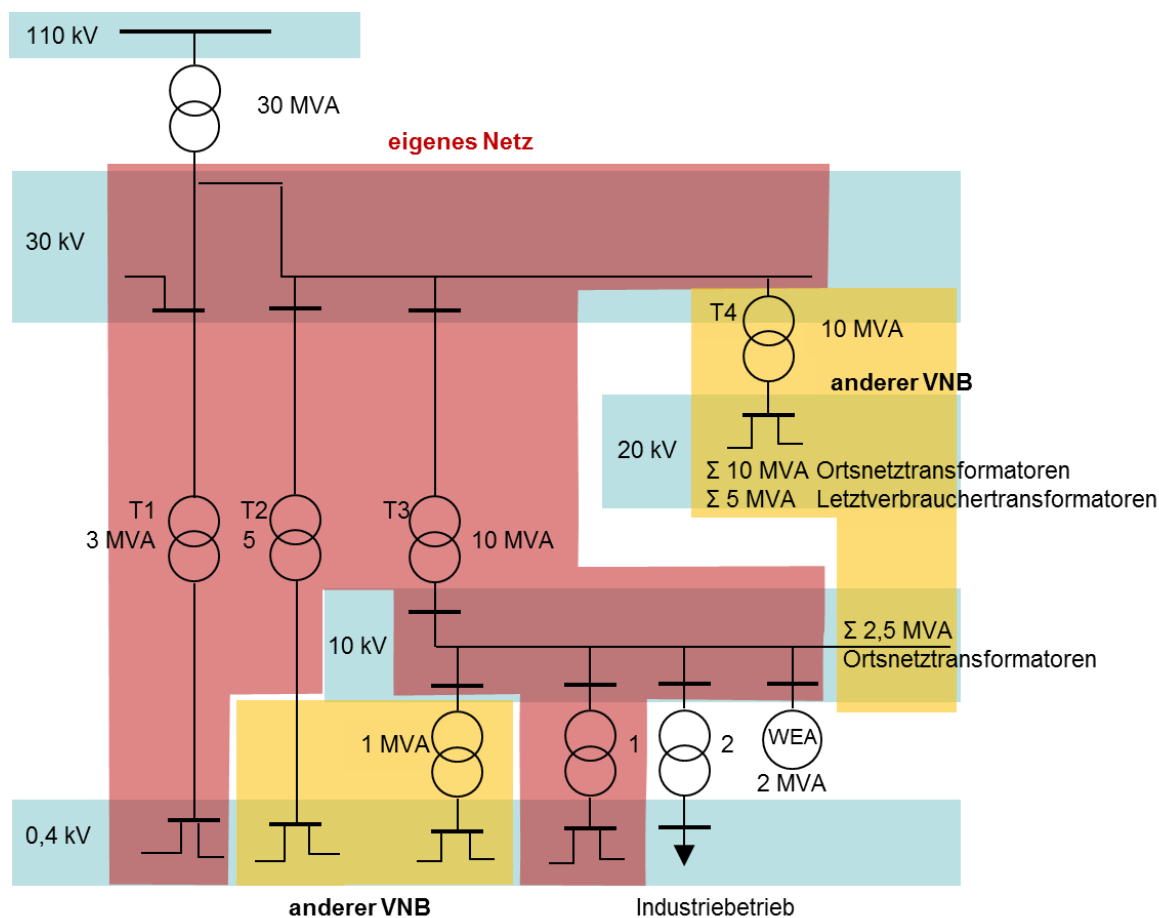 110 kV
30 MVA
eigenes Netz
30 kV
T4
10 MVA
anderer VNB
20 kV
Σ 10 MVA Ortsnetztransformatoren
Σ 5 MVA Letztverbrauchertransformatoren
T1
3 MVA
T2
5
T3
10 MVA
10 kV
Σ 2,5 MVA
Ortsnetztransformatoren
1 MVA
1
2
WEA
2 MVA
0,4 kV
anderer VNB
Industriebetrieb